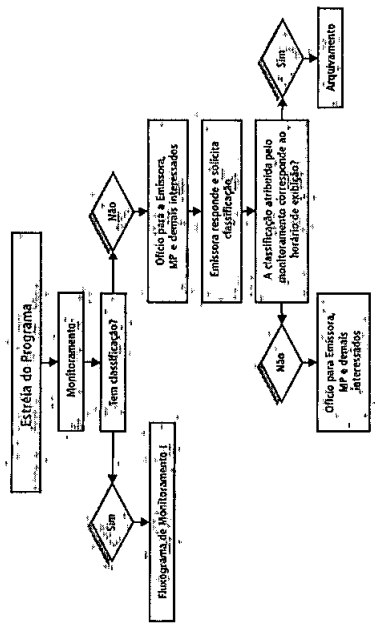 Estréia do Programa
Monitoramento
Tem classificação?
Sim
Não
Fluxograma de Monitoramento I
Ofício para a Emissora,
MP e demais interessados
Emissora responde e solicita
classificação
A classificação atribuída pelo
monitoramento corresponde ao
horário de exibição?
Não
Sim
Ofício para Emissora,
MP e demais
interessados
Arquivamento